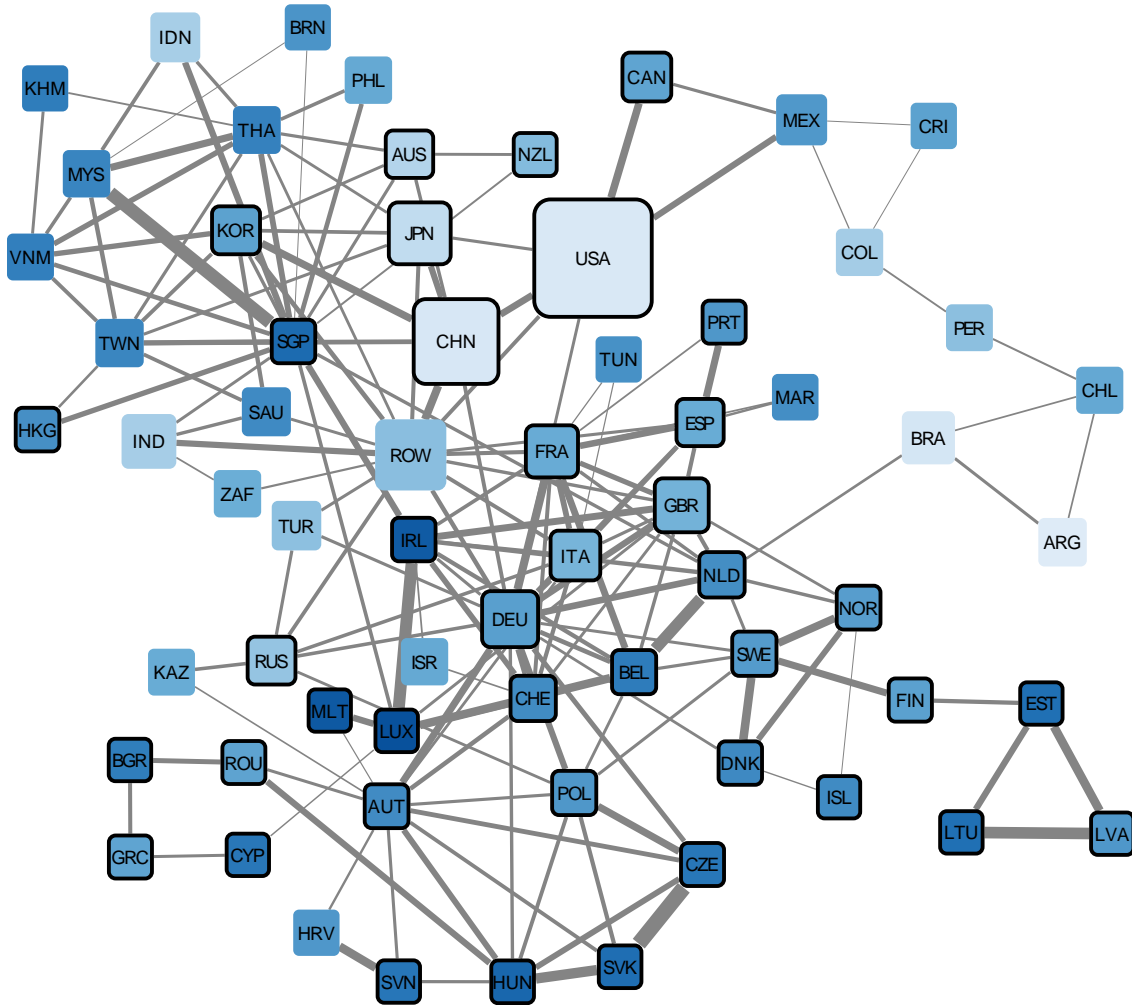 IDN
BRN
KHM
PHL
CAN
THA
MEX
CRI
AUS
NZL
MYS
KOR
JPN
VNM
COL
USA
TWN
SGP
CHN
PRT
PER
TUN
HKG
SAU
MAR
CHL
IND
ROW
FRA
ESP
BRA
ZAF
GBR
TUR
IRL
ITA
ARG
NLD
DEU
NOR
KAZ
RUS
ISR
SWE
BEL
CHE
MLT
LUX
FIN
EST
BGR
ROU
DNK
AUT
POL
ISL
GRC
CYP
LTU
LVA
CZE
HRV
SVN
HUN
SVK